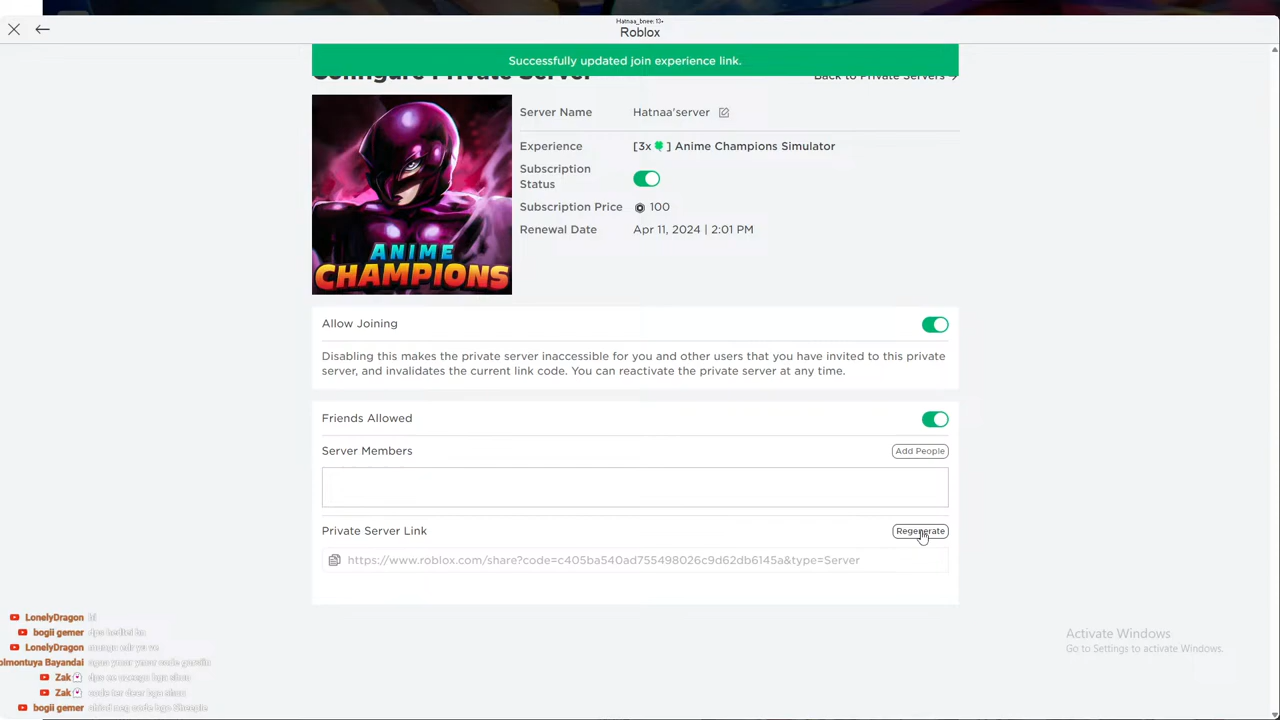 Hatnaa_bnee: 13+
Roblox
Successfully updated join experience link.
Configure Private Server
Back to Private Servers
Server Name Hatnaa'server
Experience [3x🍀] Anime Champions Simulator
Subscription Status
Subscription Price 100
Renewal Date Apr 11, 2024 | 2:01 PM
ANIME
CHAMPIONS
Allow Joining
Disabling this makes the private server inaccessible for you and other users that you have invited to this private
server, and invalidates the current link code. You can reactivate the private server at any time.
Friends Allowed
Server Members Add People
Private Server Link Regenerate
https://www.roblox.com/share?code=c405ba540ad755498026c9d62db6145a&type=Server
LonelyDragon
bogii gemer
LonelyDragon
olmontuya Bayandai
Zak
Zak
bogii gemer
Activate Windows
Go to Settings to activate Windows.